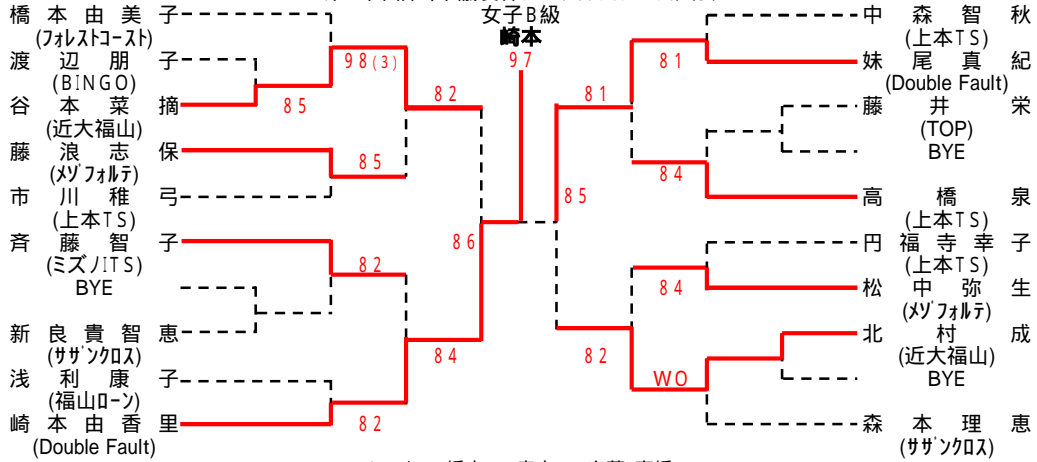 女子B級
崎本
97
橋本由美子
(フォレストコースト)
渡辺朋子
(BINGO)
谷本菜摘
(近大福山)
藤浪志保
(メゾフォルテ)
市川稚弓
(上本TS)
斉藤智子
(ミズノITS)
BYE
新良貴智恵
(サザンクロス)
浅利康子
(福山ローン)
崎本由香里
(Double Fault)
98(3)
85
82
85
82
86
84
82
中森智秋
(上本TS)
妹尾真紀
(Double Fault)
藤井栄
(TOP)
BYE
高橋泉
(上本TS)
円福寺幸子
(上本TS)
松中弥生
(メゾフォルテ)
北村成
(近大福山)
BYE
森本理恵
(サザンクロス)
81
81
84
85
84
82
WO